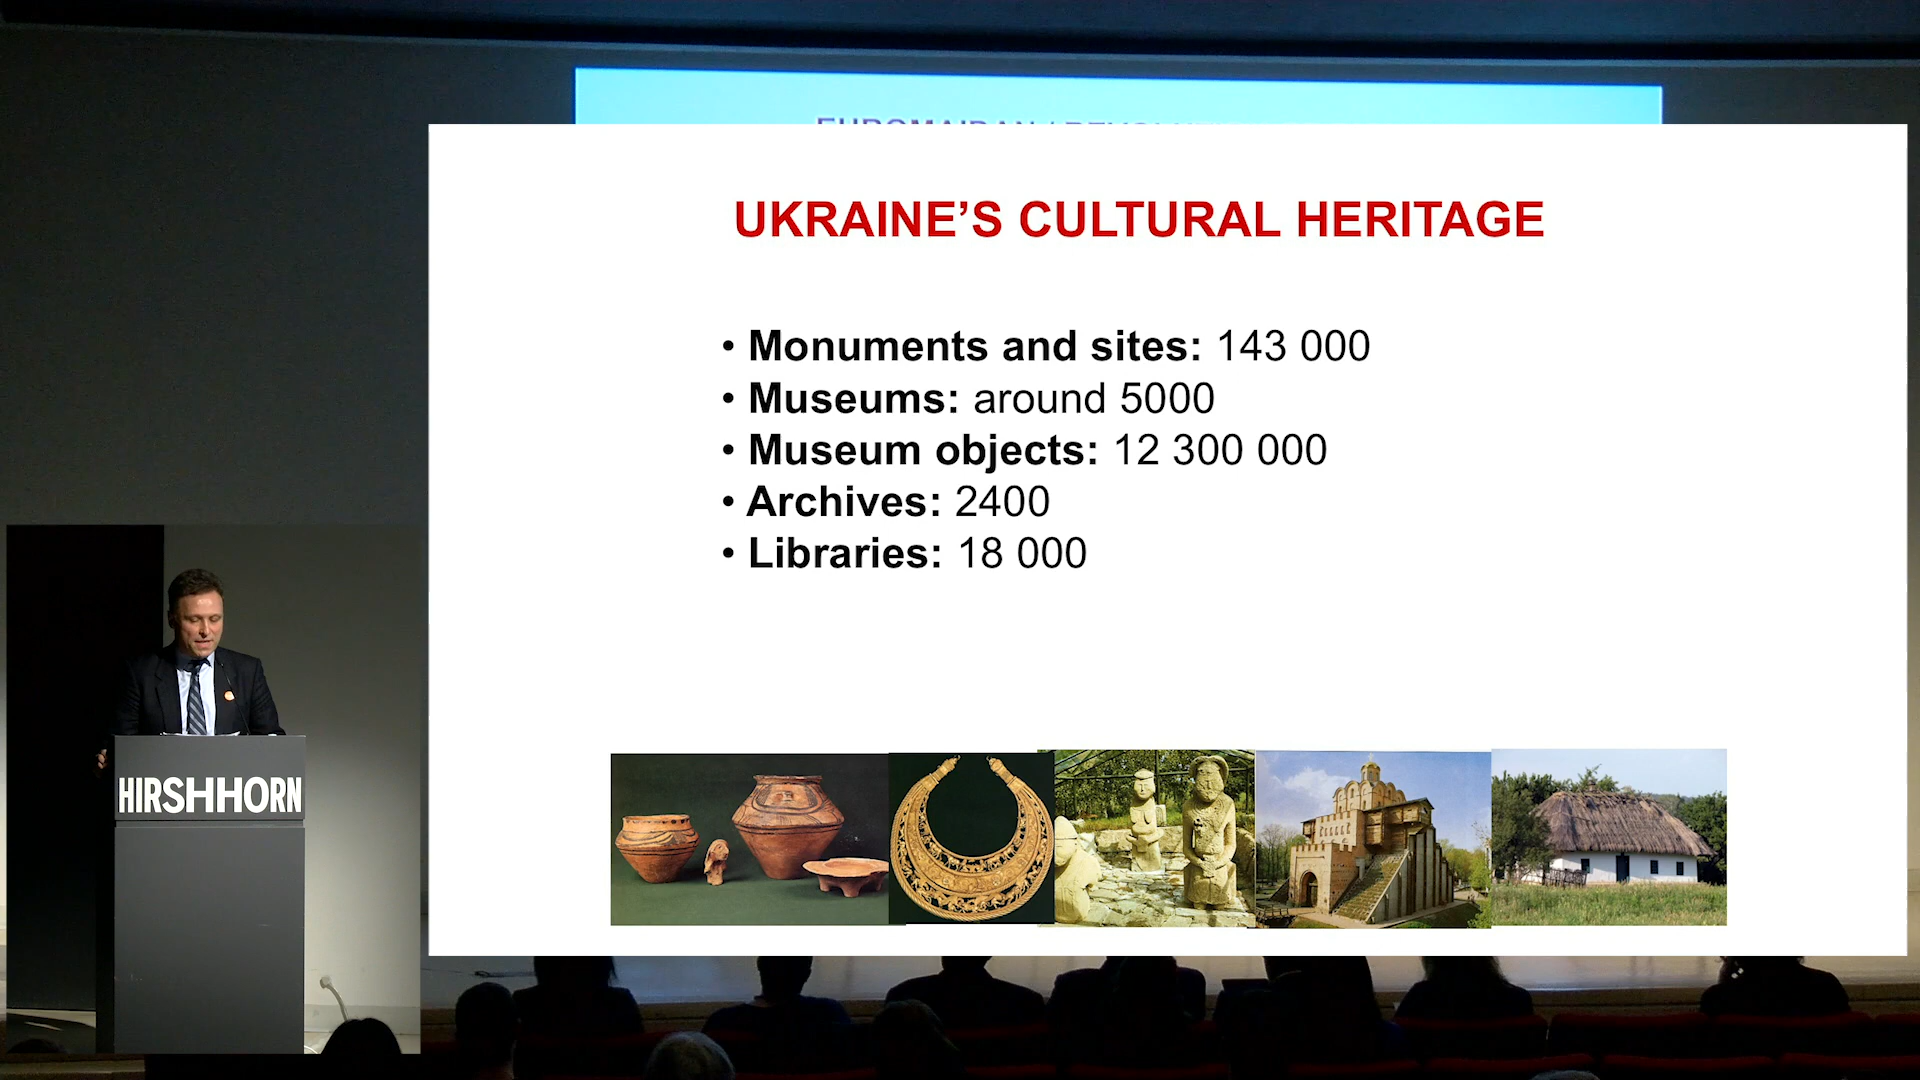 UKRAINE’S CULTURAL HERITAGE
• Monuments and sites: 143 000
• Museums: around 5000
• Museum objects: 12 300 000
• Archives: 2400
• Libraries: 18 000
HIRSHHORN